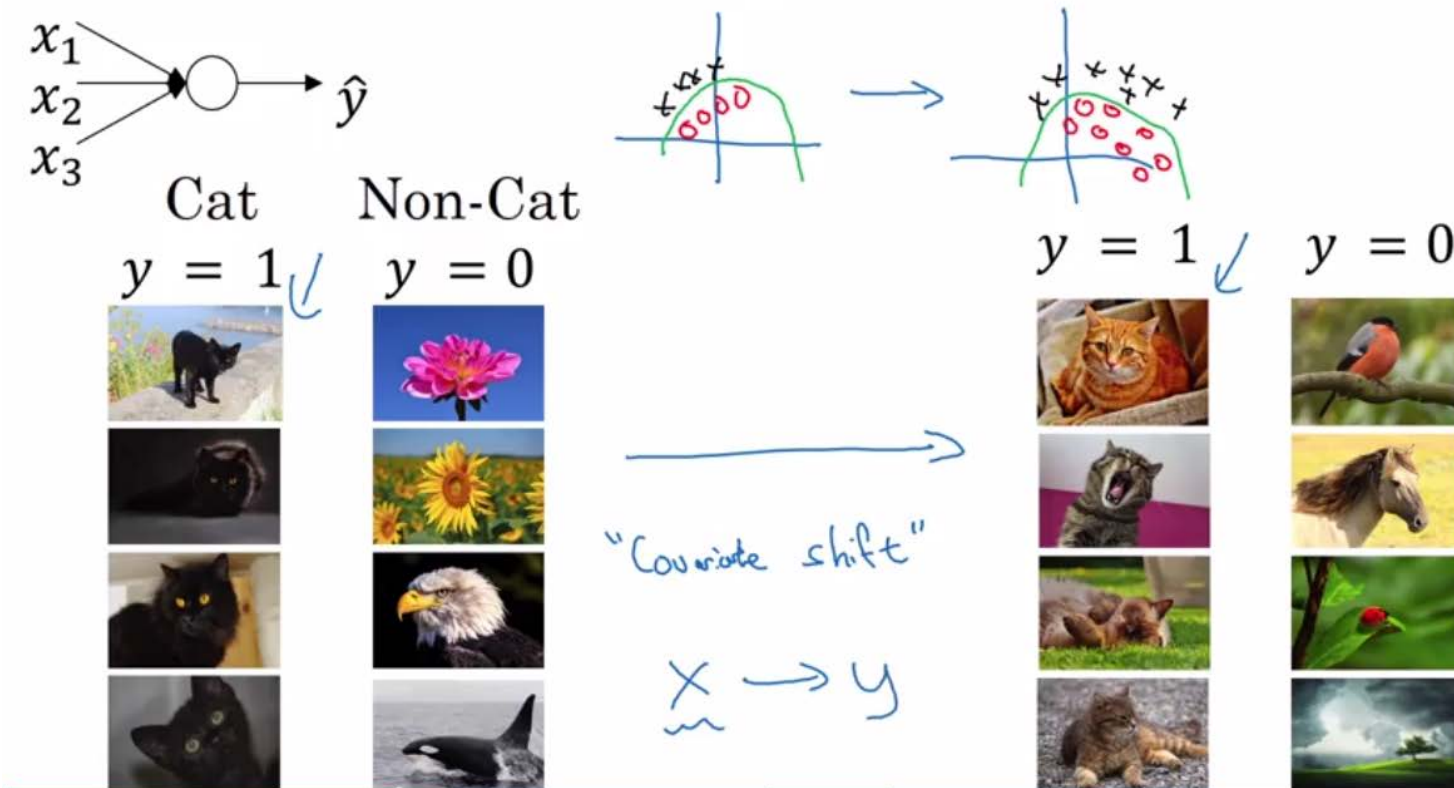 x₁
x₂
x₃
ŷ
Cat Non-Cat
y = 1 y = 0
y = 1 y = 0
"Covariate shift"
X → y